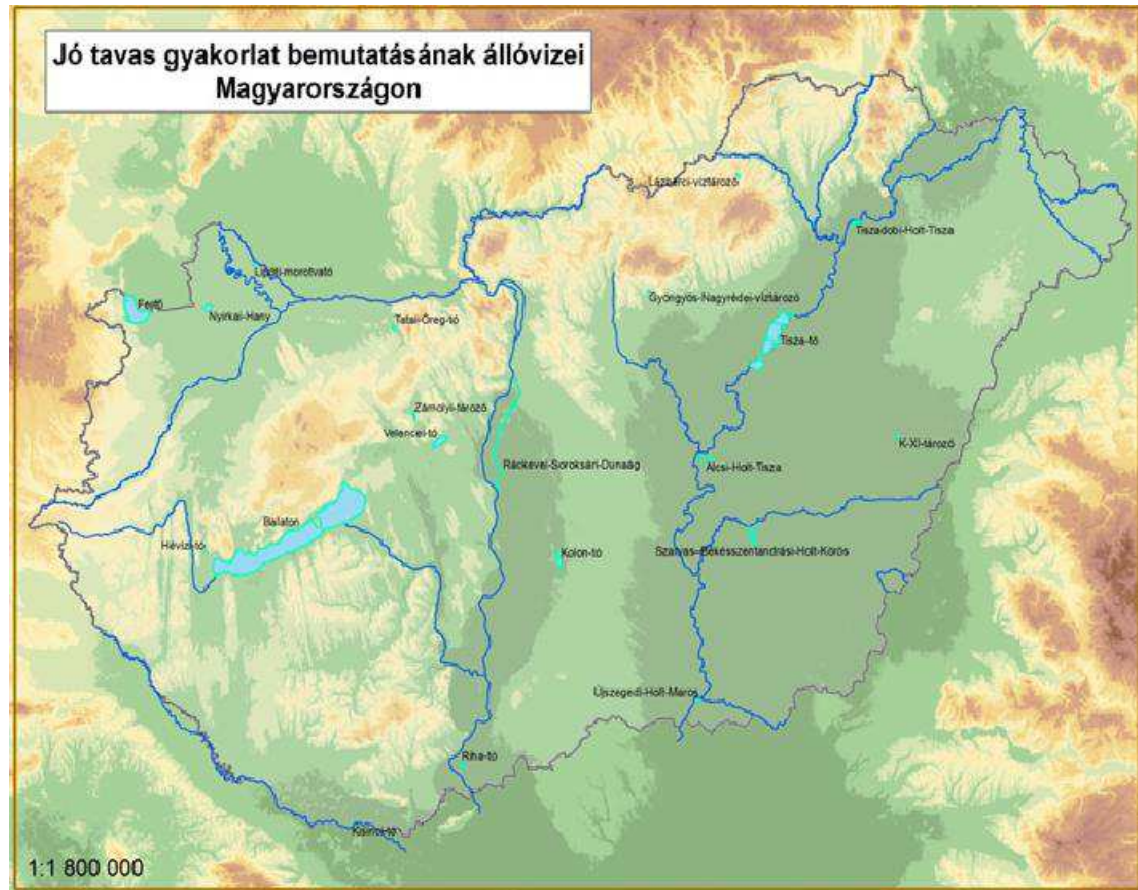 Jó tavas gyakorlat bemutatásának állóvizei
Magyarországon
Lázbérci-víztározó
Tisza-dobi-Holt-Tisza
Lipóti-morotvató
Fertő
Nyirkai-Hany
Gyöngyös-Nagyrédei-víztározó
Tatai-Öreg-tó
Tisza-tó
Zámolyi-tározó
Velencei-tó
K-XI-tározó
Ráckevei-Soroksári-Dunaág
Alcsi-Holt-Tisza
Balaton
Hévízi-tó
Kolon-tó
Szarvas-Békésszentandrási-Holt-Körös
Újszegedi-Holt-Maros
Riha-tó
1:1 800 000